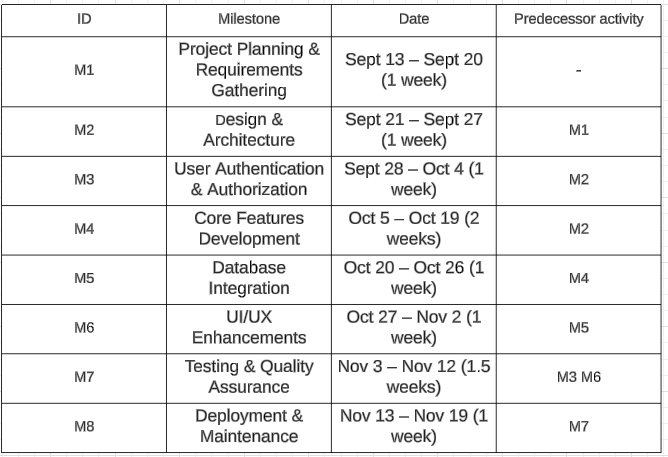 ID Milestone Date Predecessor activity
M1
Project Planning &
Requirements
Gathering
Sept 13 – Sept 20
(1 week)
-
M2
Design &
Architecture
Sept 21 – Sept 27
(1 week)
M1
M3
User Authentication
& Authorization
Sept 28 – Oct 4 (1
week)
M2
M4
Core Features
Development
Oct 5 – Oct 19 (2
weeks)
M2
M5
Database
Integration
Oct 20 – Oct 26 (1
week)
M4
M6
UI/UX
Enhancements
Oct 27 – Nov 2 (1
week)
M5
M7
Testing & Quality
Assurance
Nov 3 – Nov 12 (1.5
weeks)
M3 M6
M8
Deployment &
Maintenance
Nov 13 – Nov 19 (1
week)
M7